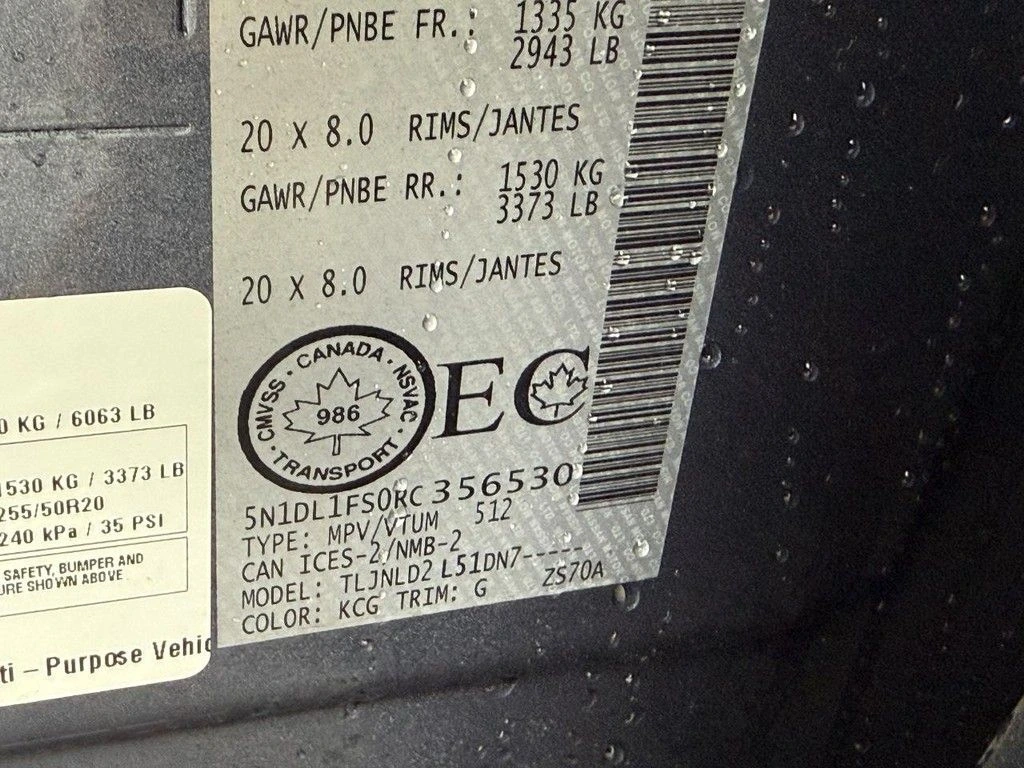 GAWR/PNBE FR.: 1335 KG
2943 LB
20 X 8.0 RIMS/JANTES
GAWR/PNBE RR.: 1530 KG
3373 LB
20 X 8.0 RIMS/JANTES
CMVSS · CANADA · NSVAC
986
· TRANSPORT ·
EC
5N1DL1FS0RC356530
TYPE: MPV/VTUM 512
CAN ICES-2/NMB-2
MODEL: TLJNLD2 L51DN7-----
COLOR: KCG TRIM: G ZS70A
0 KG / 6063 LB
1530 KG / 3373 LB
255/50R20
240 kPa / 35 PSI
SAFETY, BUMPER AND
URE SHOWN ABOVE
ti – Purpose Vehic